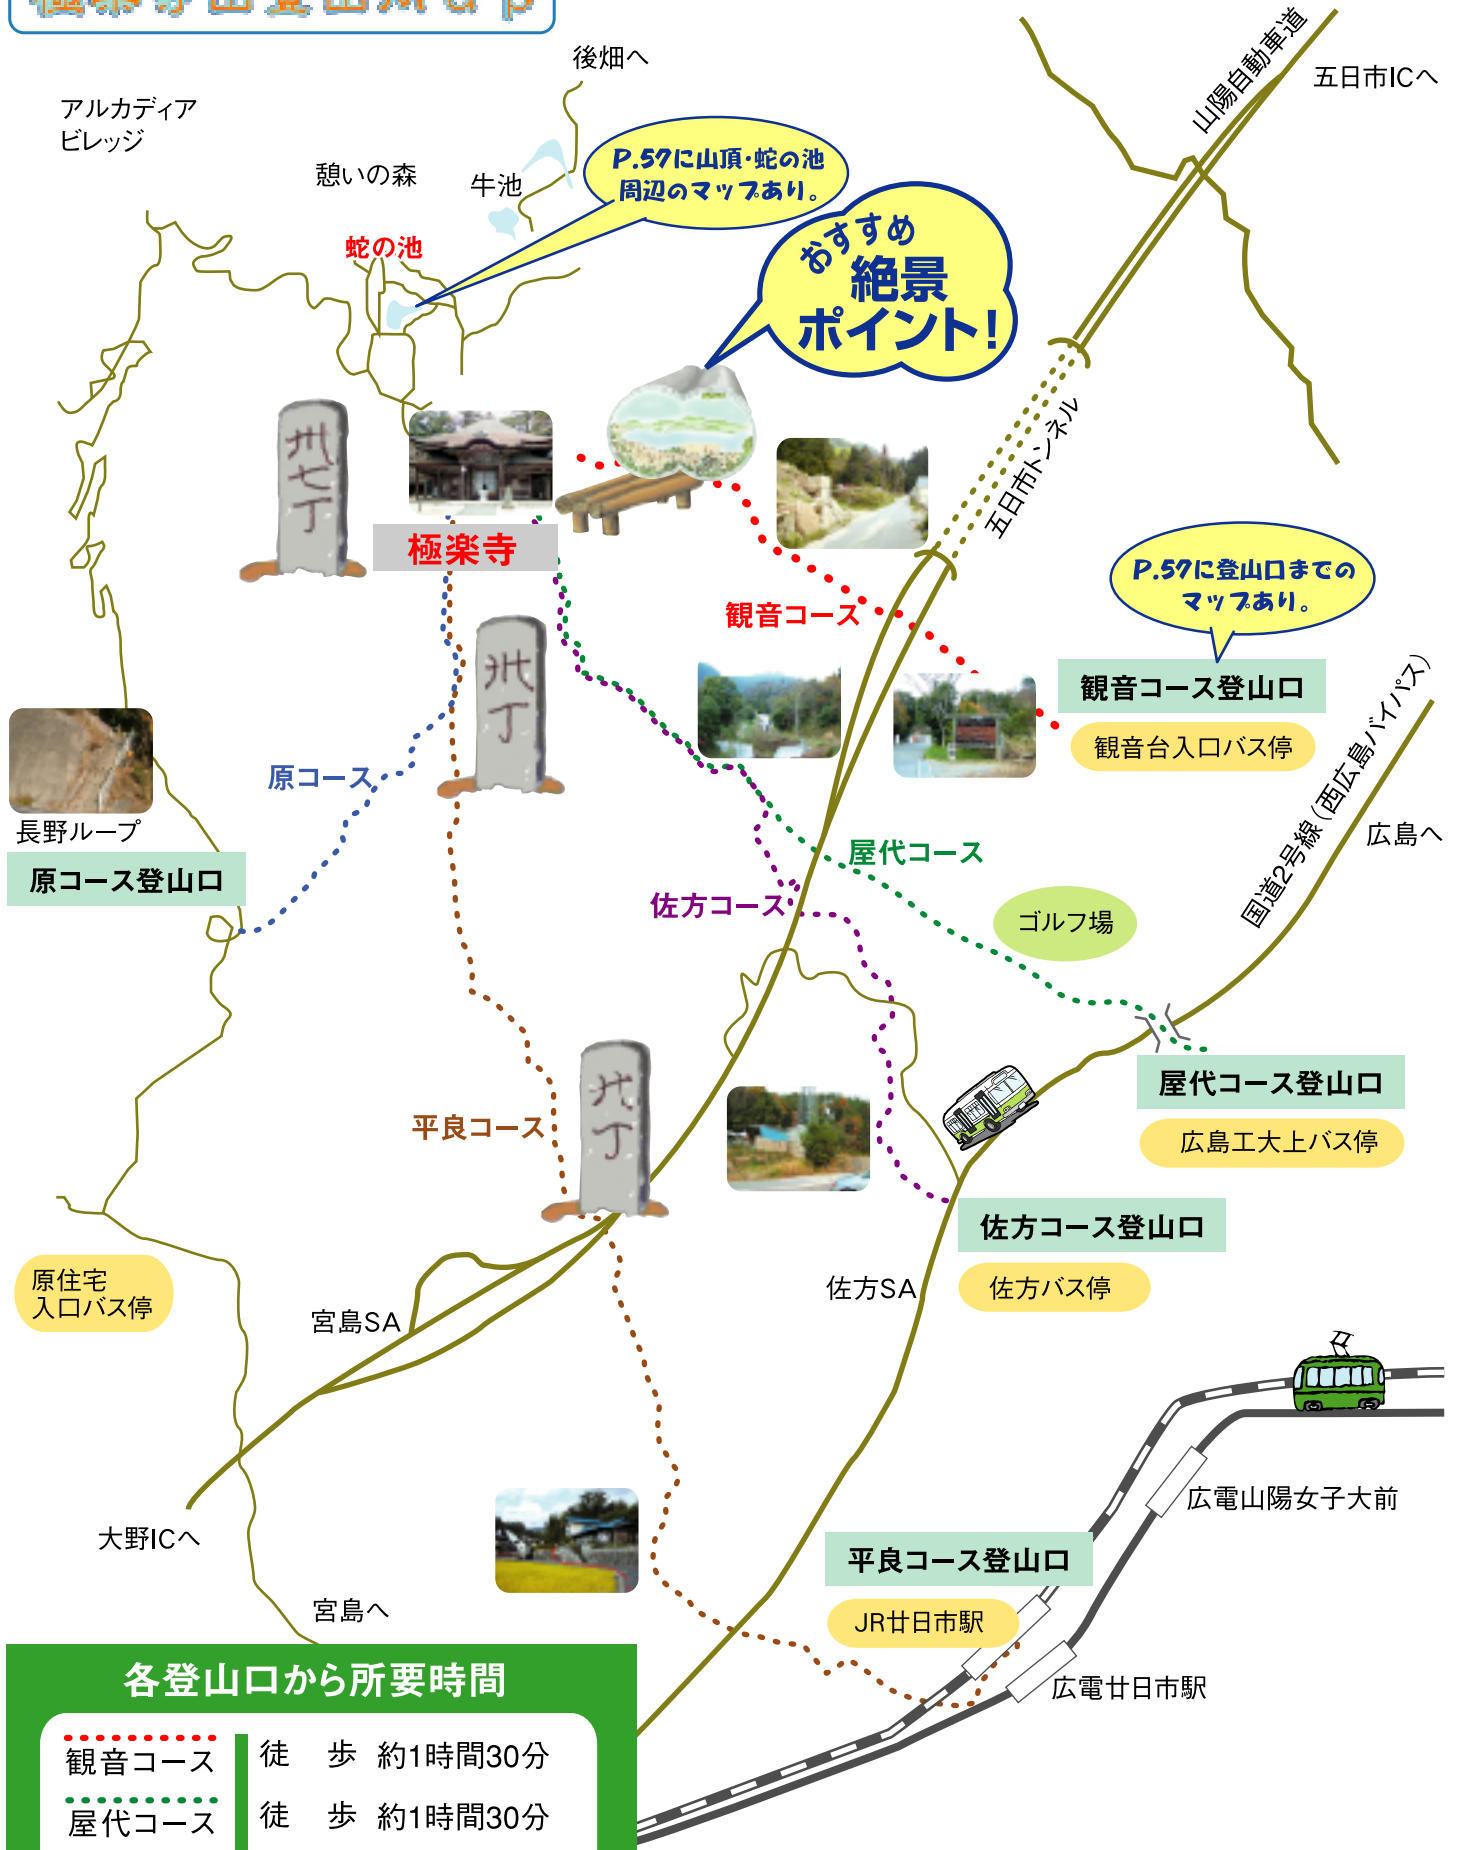 後畑へ
山陽自動車道
五日市ICへ
アルカディア
ビレッジ
憩いの森
牛池
P.57に山頂・蛇の池
周辺のマップあり。
蛇の池
おすすめ
絶景
ポイント!
五日市トンネル
卅七丁
極楽寺
観音コース
P.57に登山口までの
マップあり。
観音コース登山口
観音台入口バス停
卅丁
原コース
長野ループ
原コース登山口
国道2号線(西広島バイパス)
広島へ
屋代コース
佐方コース
ゴルフ場
屋代コース登山口
広島工大上バス停
平良コース
廿丁
佐方コース登山口
佐方バス停
佐方SA
原住宅
入口バス停
宮島SA
大野ICへ
宮島へ
広電山陽女子大前
平良コース登山口
JR廿日市駅
広電廿日市駅
各登山口から所要時間
観音コース 徒 歩 約1時間30分
屋代コース 徒 歩 約1時間30分